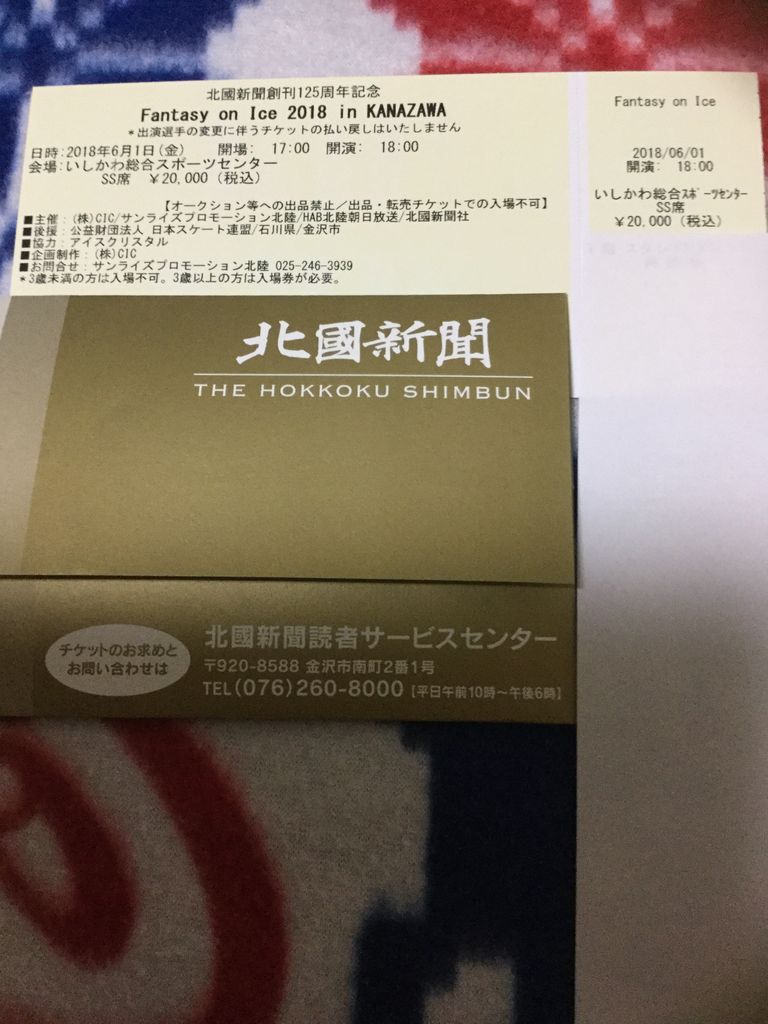 北國新聞創刊125周年記念
Fantasy on Ice 2018 in KANAZAWA
*出演選手の変更に伴うチケットの払い戻しはいたしません
日時:2018年6月1日(金) 開場: 17:00 開演: 18:00
会場:いしかわ総合スポーツセンター
SS席 ¥20,000 (税込)
【オークション等への出品禁止/出品・転売チケットでの入場不可】
■主催:(株)CIC/サンライズプロモーション北陸/HAB北陸朝日放送/北國新聞社
■後援:公益財団法人 日本スケート連盟/石川県/金沢市
■協力:アイスクリスタル
■企画制作:(株)CIC
■お問合せ:サンライズプロモーション北陸 025-246-3939
*3歳未満の方は入場不可。3歳以上の方は入場券が必要。
Fantasy on Ice
2018/06/01
開演: 18:00
いしかわ総合スポーツセンター
SS席
¥20,000 (税込)
北國新聞
THE HOKKOKU SHIMBUN
チケットのお求めと
お問い合わせは
北國新聞読者サービスセンター
〒920-8588 金沢市南町2番1号
TEL(076)260-8000【平日午前10時〜午後6時】